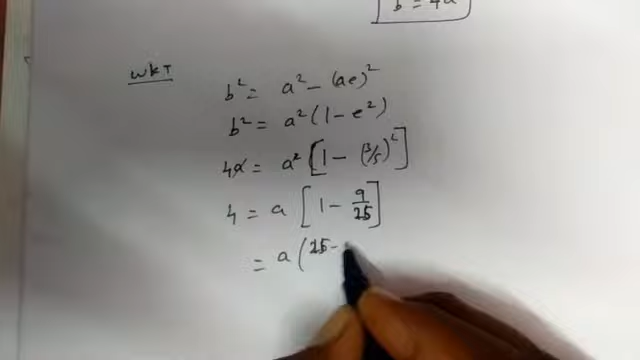 b² = 4a
WKT
b² = a² - (ae)²
b² = a² (1 - e²)
4a = a² [1 - (3/5)²]
4 = a [1 - 9/25]
= a (25 -